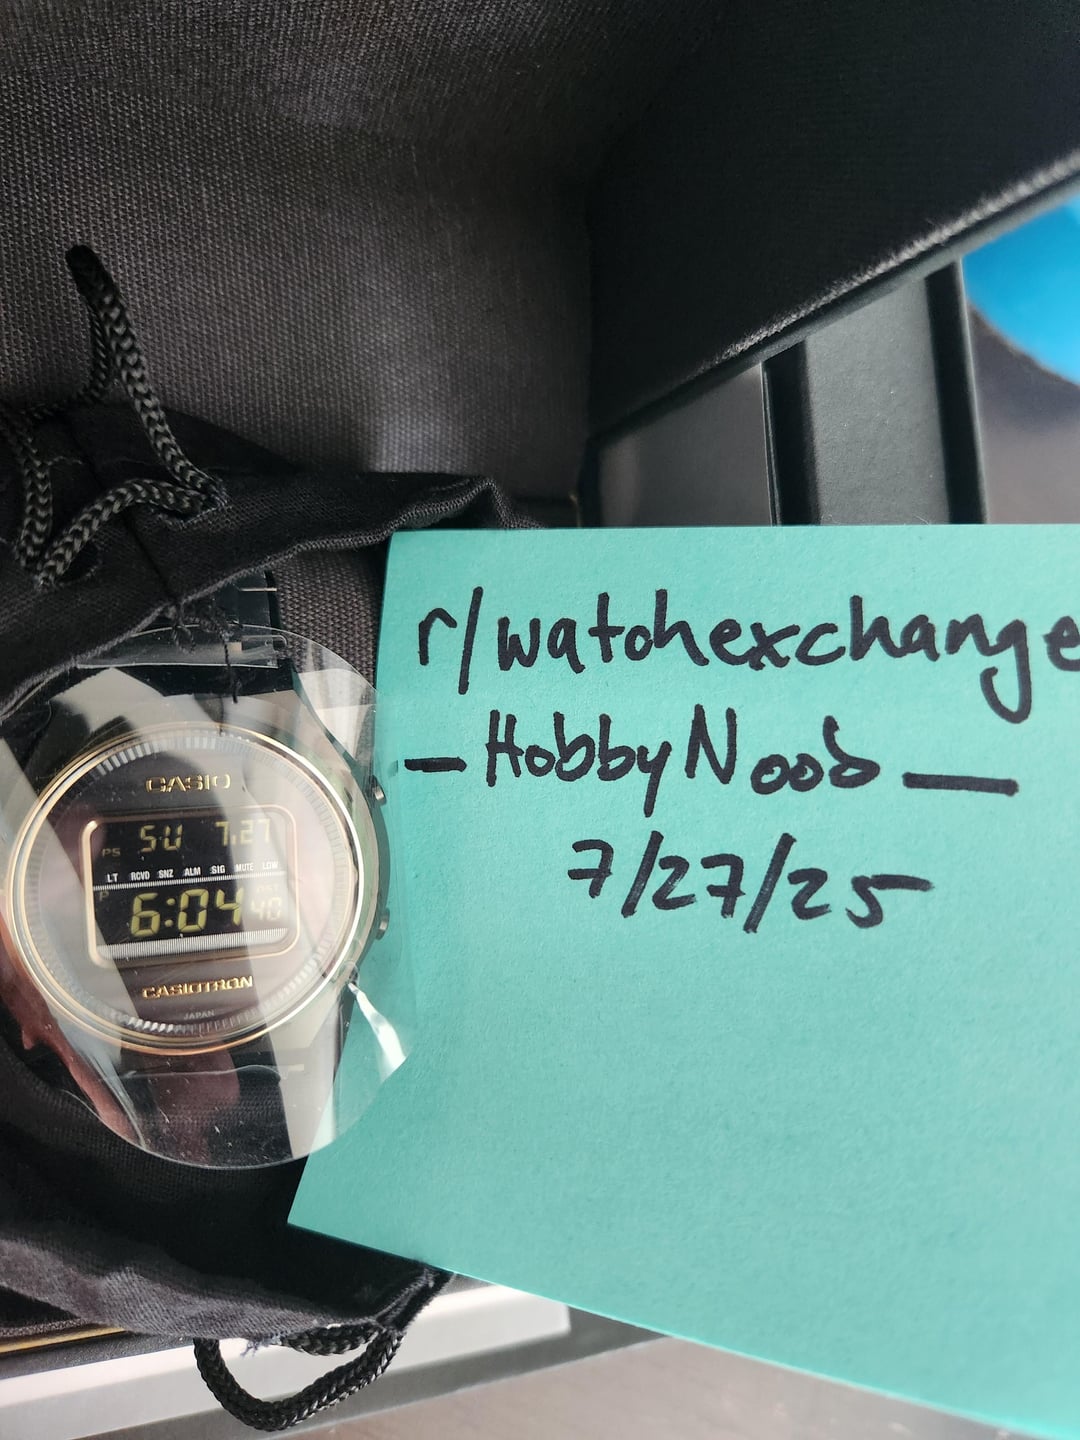 r/watchexchange
— HobbyNoob —
7/27/25
CASIO
PS SU 7.27
LT RCVD SNZ ALM SIG MUTE LOW
P DST
6:04 40
CASIOTRON
JAPAN